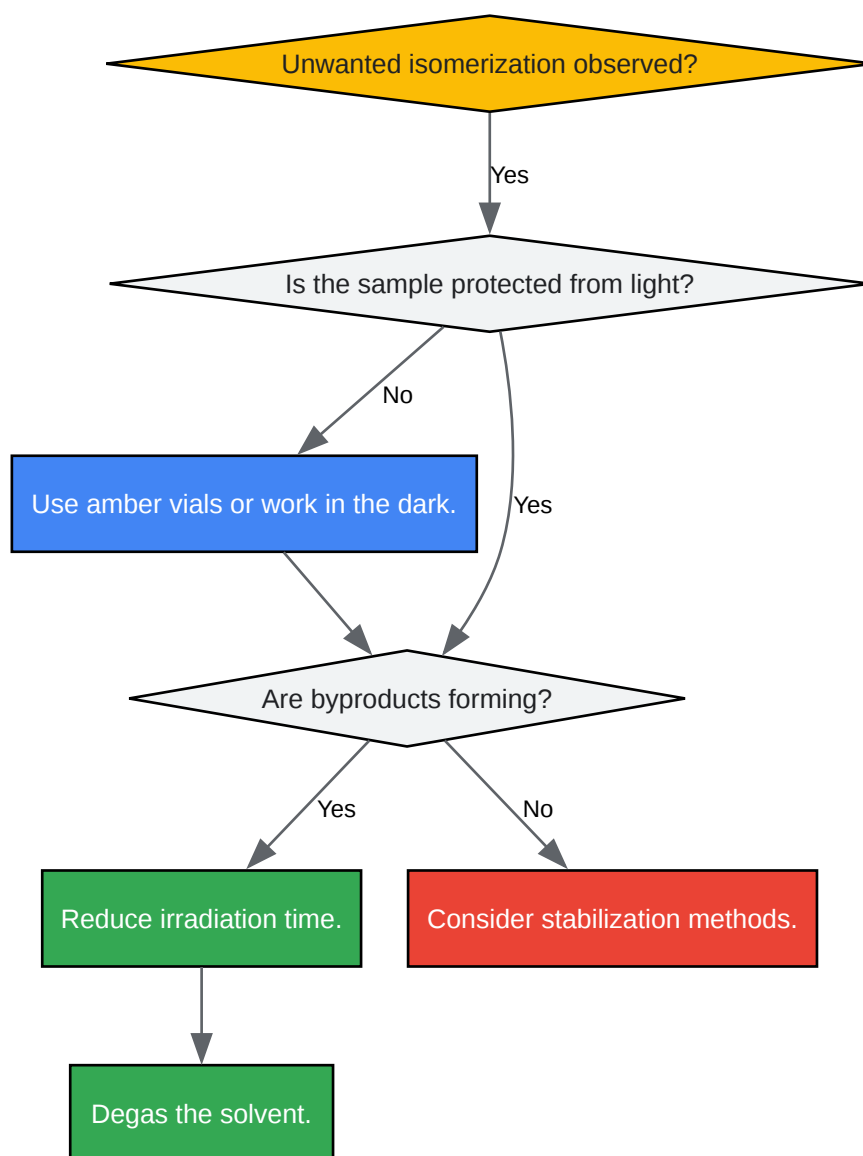 Unwanted isomerization observed?
Yes
Is the sample protected from light?
No
Use amber vials or work in the dark.
Yes
Are byproducts forming?
Yes
No
Reduce irradiation time.
Consider stabilization methods.
Degas the solvent.